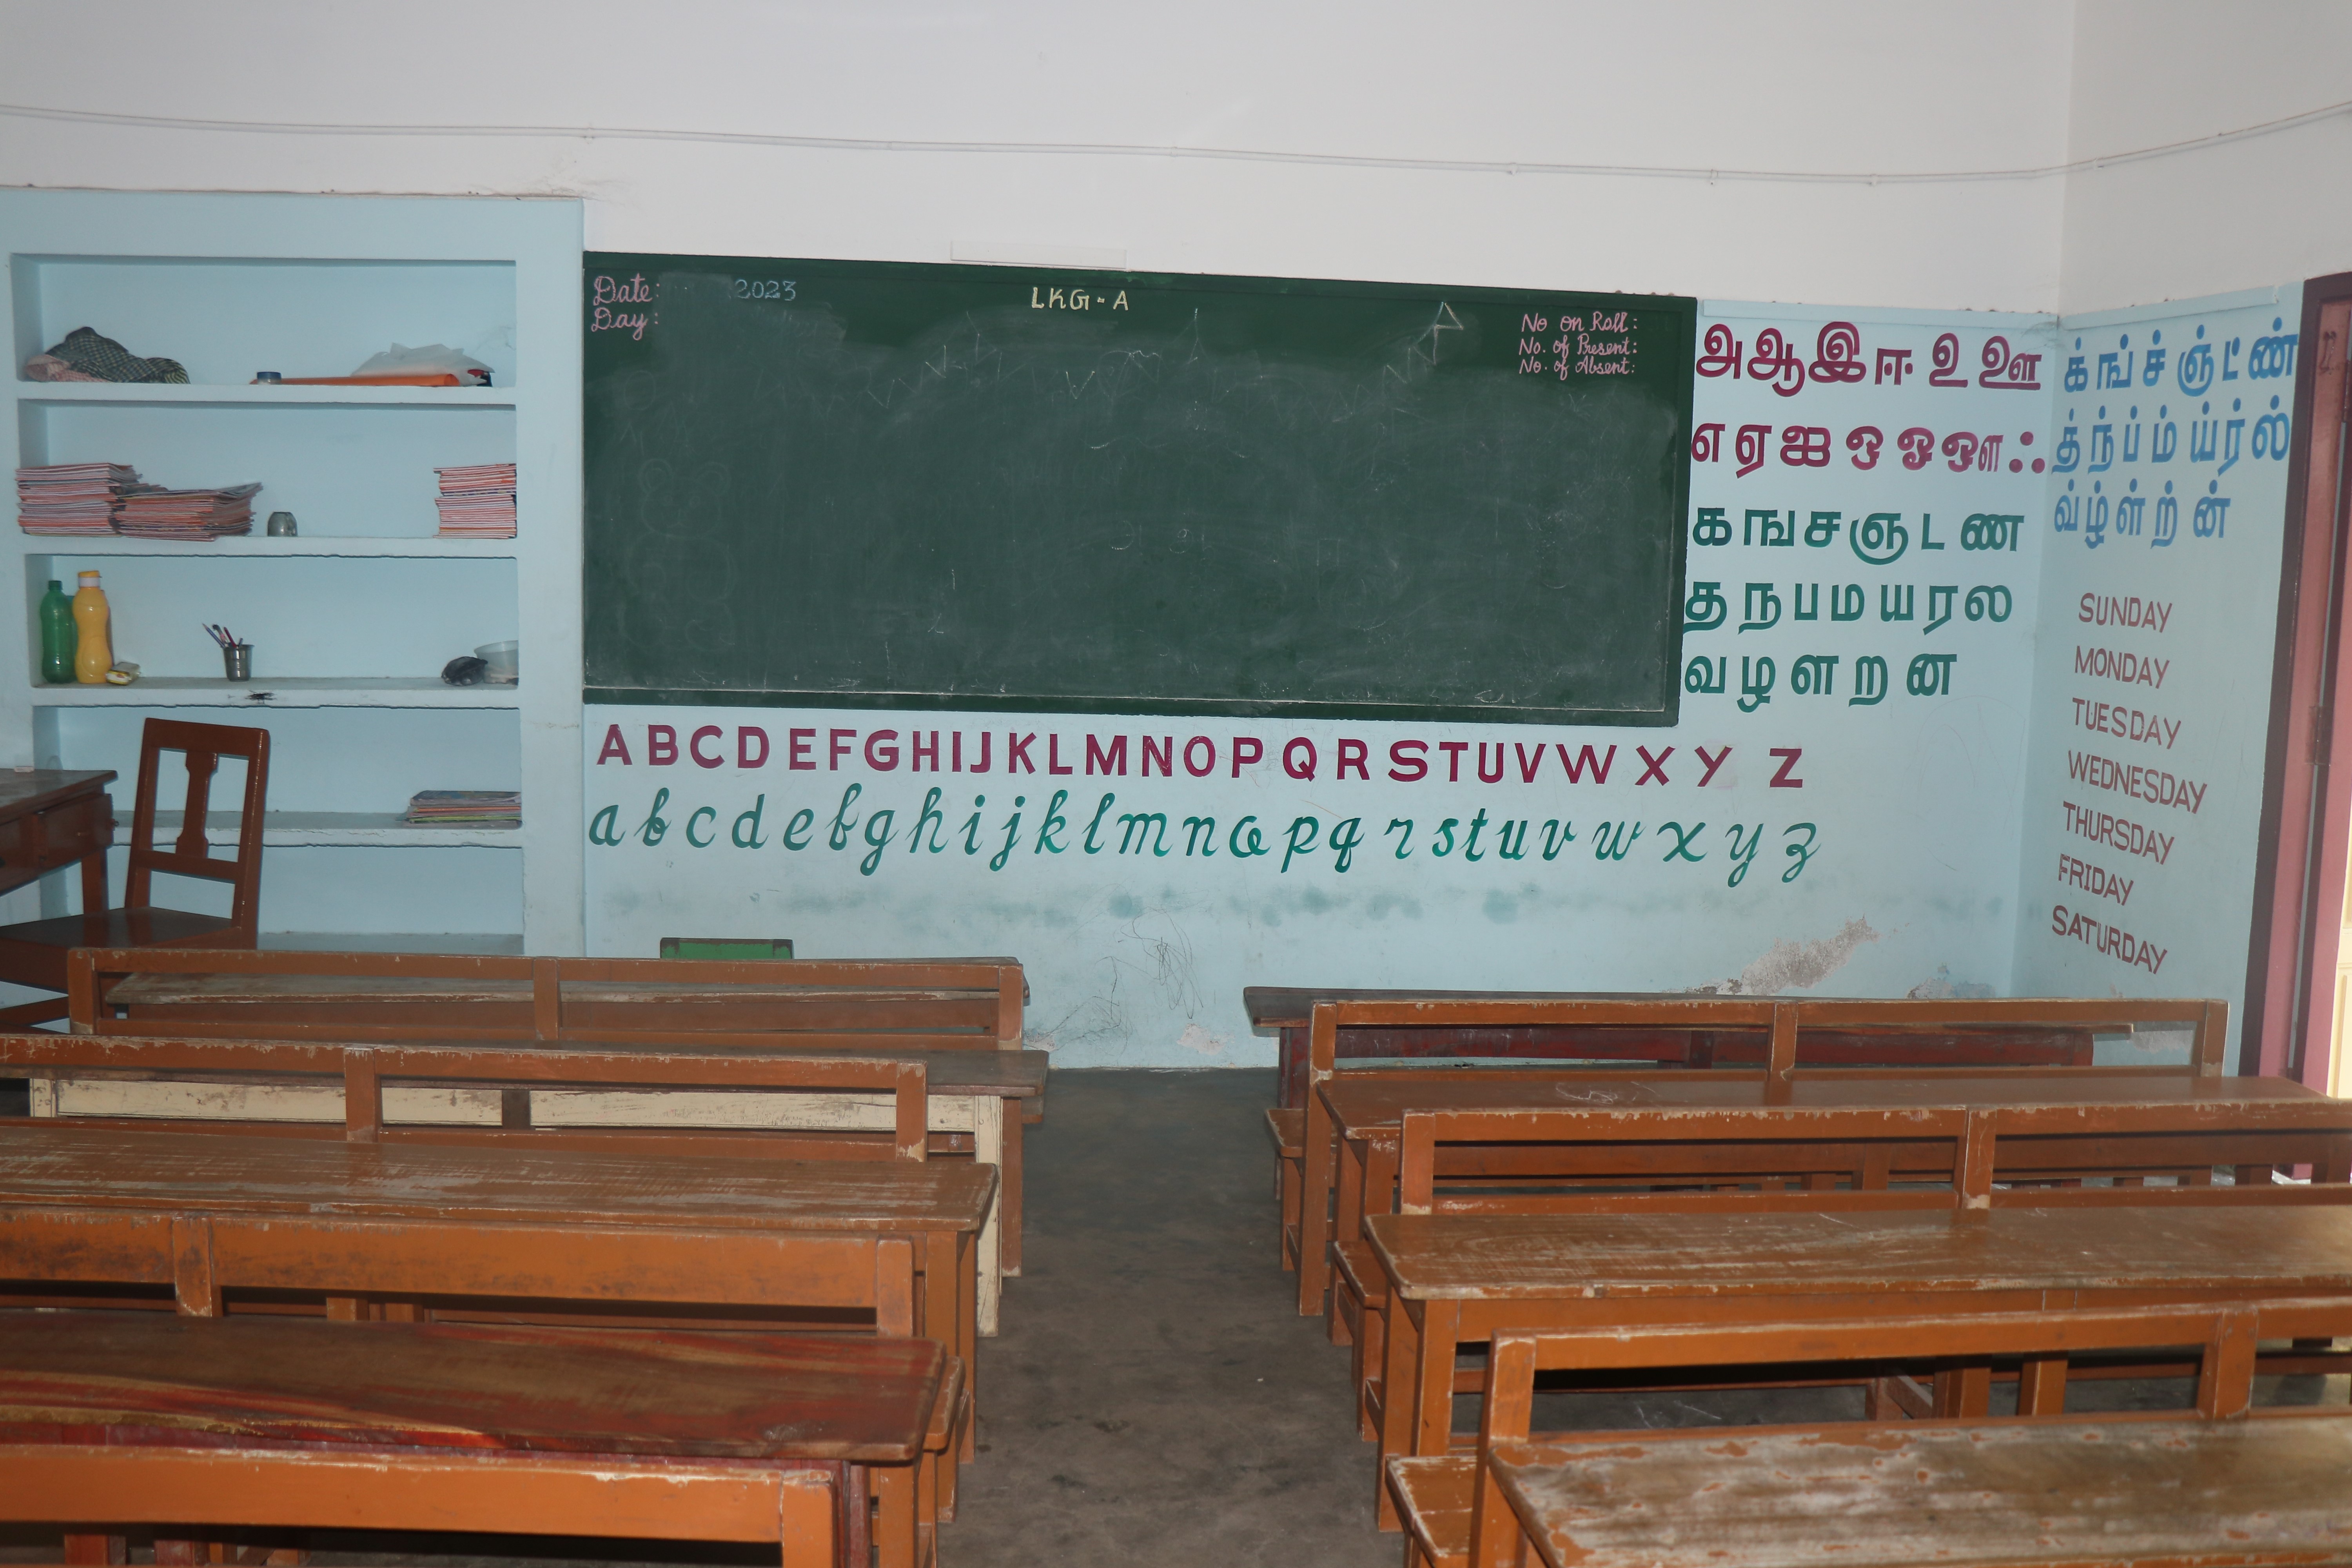 Date: 2023
Day:
LKG - A
No on Roll:
No. of Present:
No. of Absent:
அ ஆ இ ஈ உ ஊ
எ ஏ ஐ ஒ ஓ ஔ ஃ
க ங ச ஞ ட ண
த ந ப ம ய ர ல
வ ழ ள ற ன
க் ங் ச் ஞ் ட் ண்
த் ந் ப் ம் ய் ர் ல்
வ் ழ் ள் ற் ன்
SUNDAY
MONDAY
TUESDAY
WEDNESDAY
THURSDAY
FRIDAY
SATURDAY
A B C D E F G H I J K L M N O P Q R S T U V W X Y Z
a b c d e f g h i j k l m n o p q r s t u v w x y z